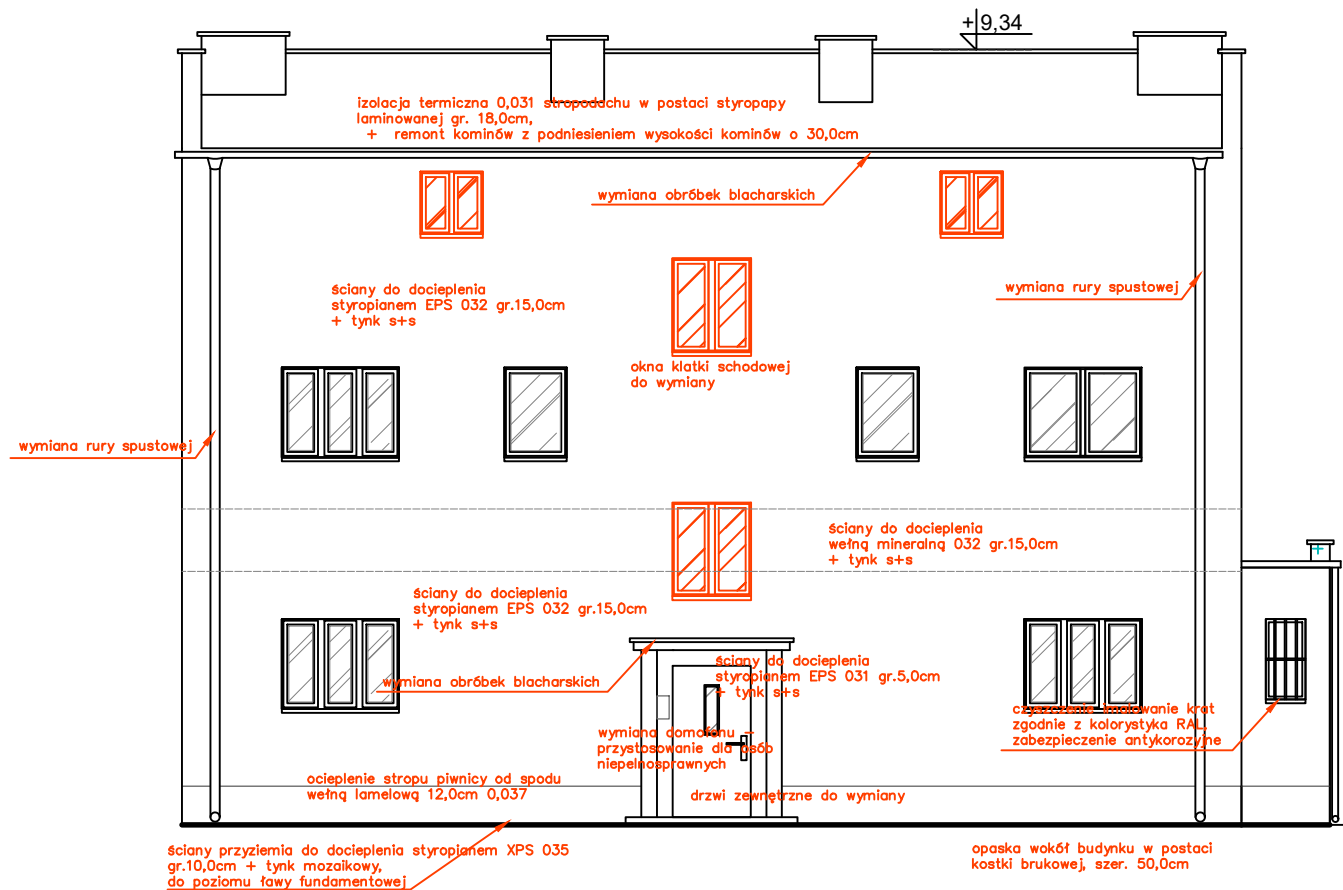 +9,34
izolacja termiczna 0,031 stropodachu w postaci styropapy
laminowanej gr. 18,0cm,
+ remont kominów z podniesieniem wysokości kominów o 30,0cm
wymiana obróbek blacharskich
ściany do docieplenia
styropianem EPS 032 gr.15,0cm
+ tynk s+s
wymiana rury spustowej
okna klatki schodowej
do wymiany
wymiana rury spustowej
ściany do docieplenia
wełną mineralną 032 gr.15,0cm
+ tynk s+s
ściany do docieplenia
styropianem EPS 032 gr.15,0cm
+ tynk s+s
ściany do docieplenia
styropianem EPS 031 gr.5,0cm
+ tynk s+s
wymiana obróbek blacharskich
czyszczenie i malowanie krat
zgodnie z kolorystyka RAL,
zabezpieczenie antykorozyjne
wymiana domofonu -
przystosowanie dla osób
niepełnosprawnych
ocieplenie stropu piwnicy od spodu
wełną lamelową 12,0cm 0,037
drzwi zewnętrzne do wymiany
ściany przyziemia do docieplenia styropianem XPS 035
gr.10,0cm + tynk mozaikowy,
do poziomu ławy fundamentowej
opaska wokół budynku w postaci
kostki brukowej, szer. 50,0cm